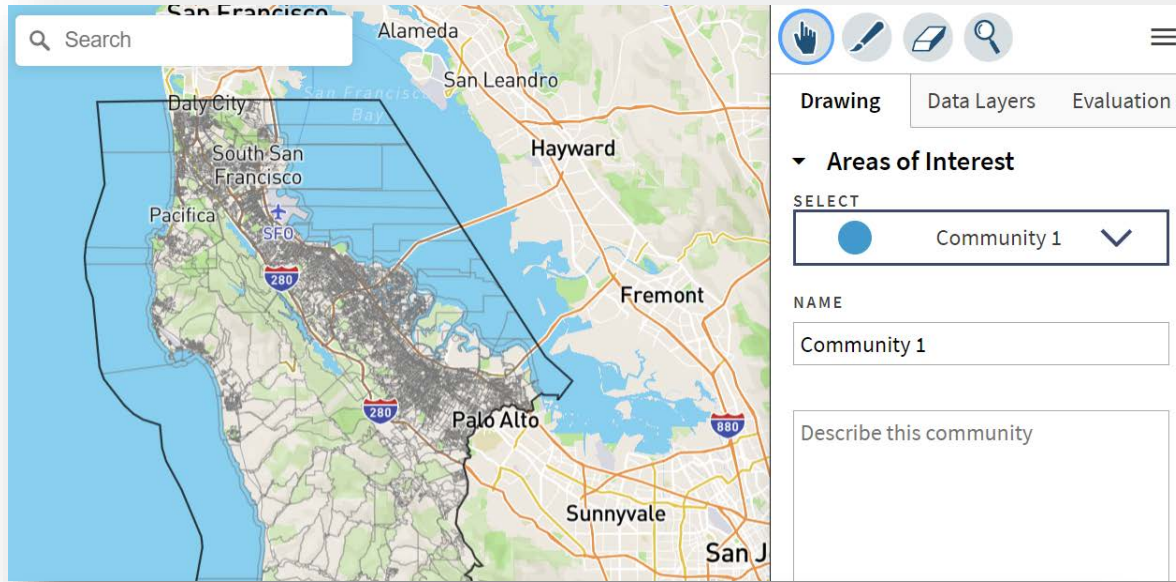 San Francisco
Search
Alameda
San Leandro
Daly City
San Francisco
Bay
South San
Francisco
Hayward
Pacifica
SFO
280
Fremont
280
Palo Alto
880
Sunnyvale
San J
Drawing
Data Layers
Evaluation
Areas of Interest
SELECT
Community 1
NAME
Community 1
Describe this community